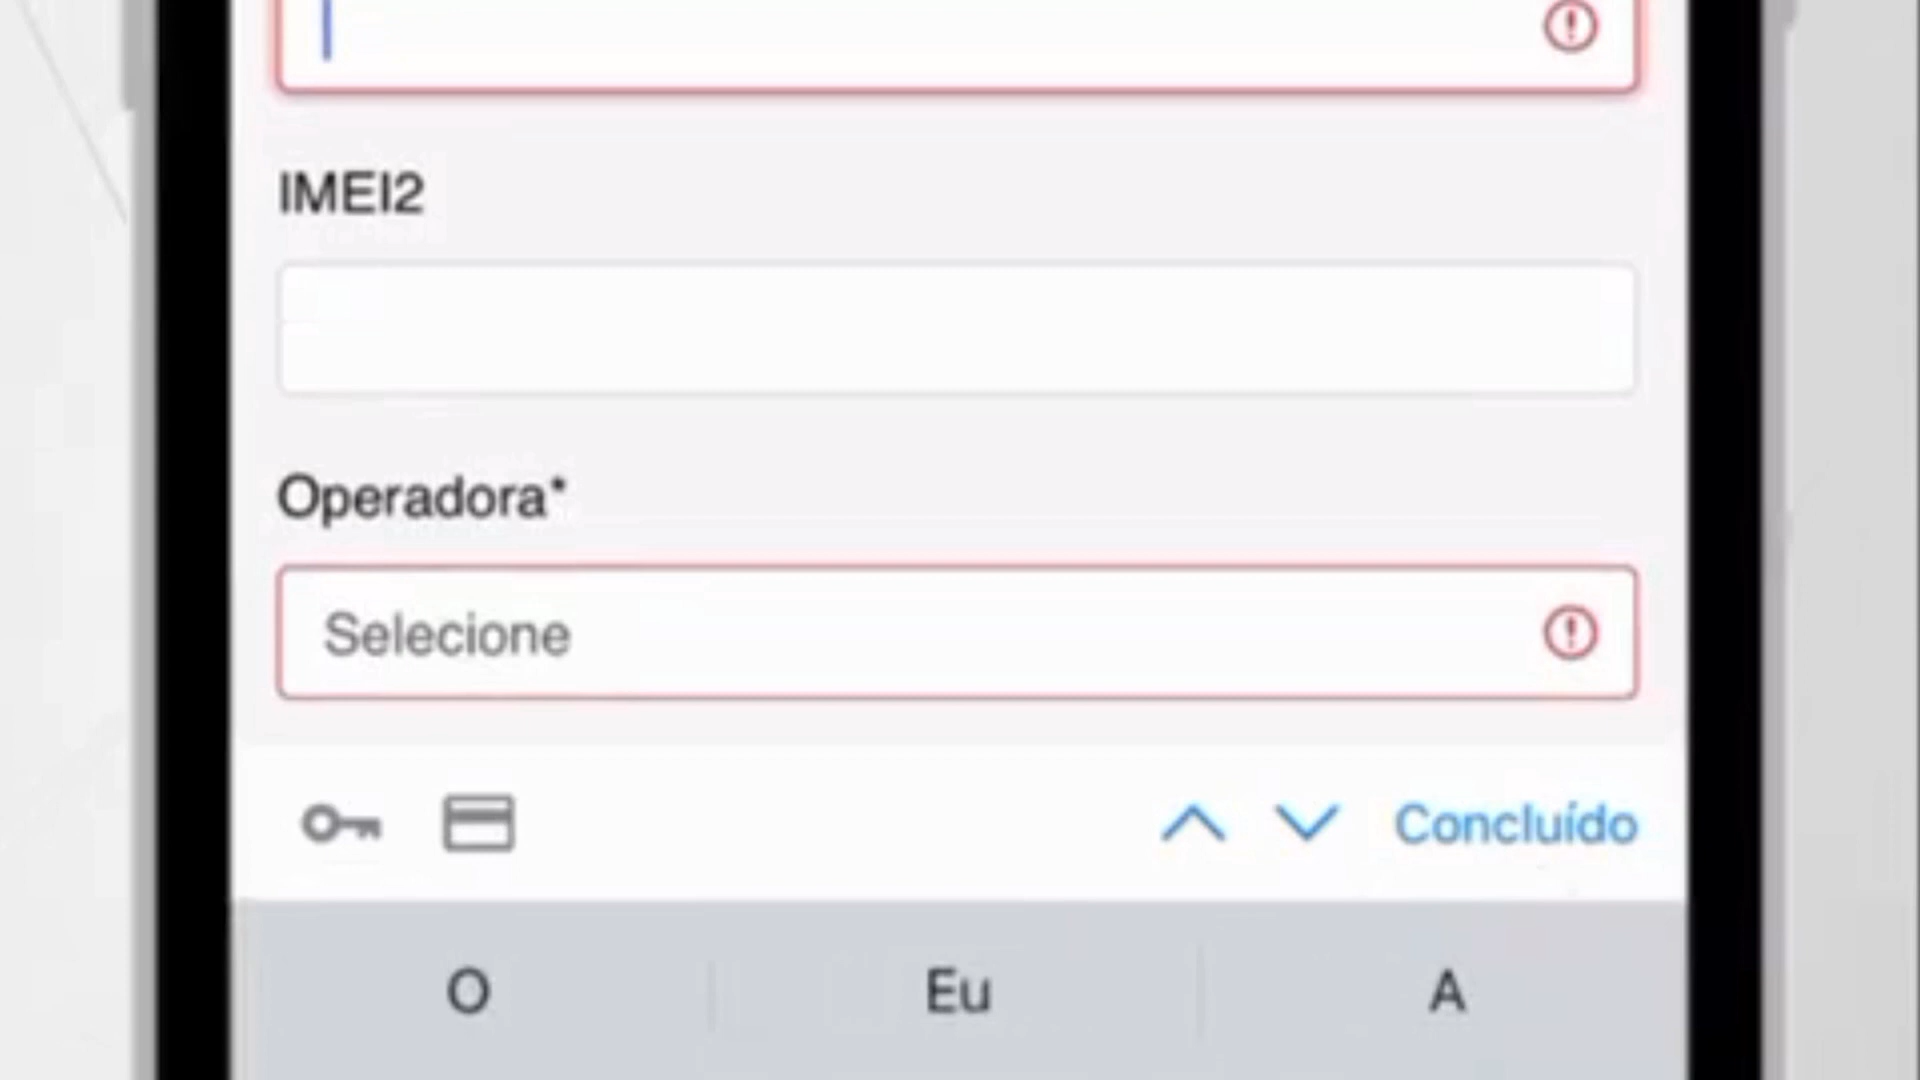 IMEI2
Operadora*
Selecione
Concluído
O
Eu
A